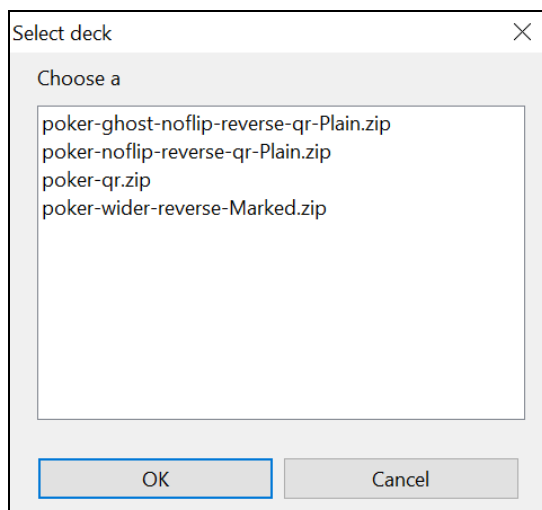 Select deck
Choose a
poker-ghost-noflip-reverse-qr-Plain.zip
poker-noflip-reverse-qr-Plain.zip
poker-qr.zip
poker-wider-reverse-Marked.zip
OK
Cancel